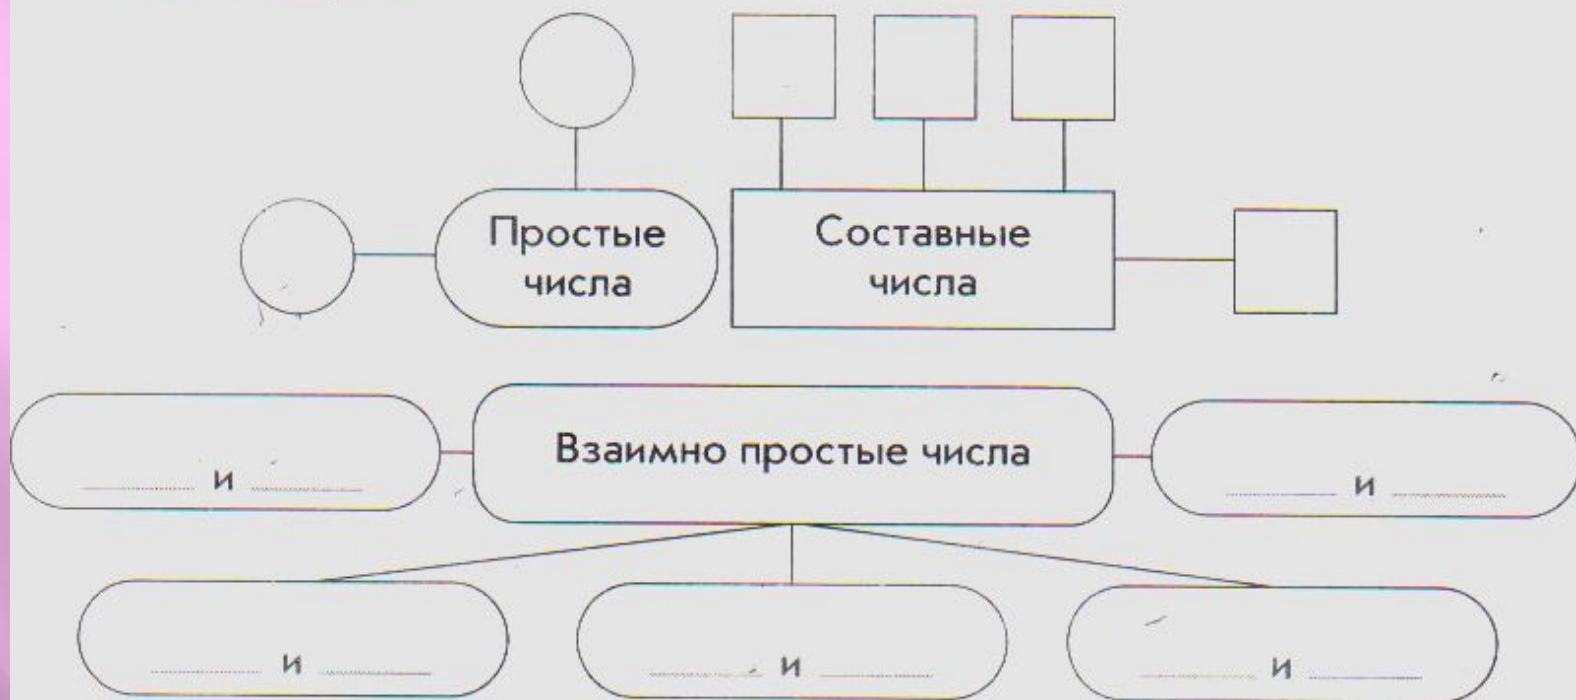 Простые
числа
Составные
числа
Взаимно простые числа
и
и
и
и
и